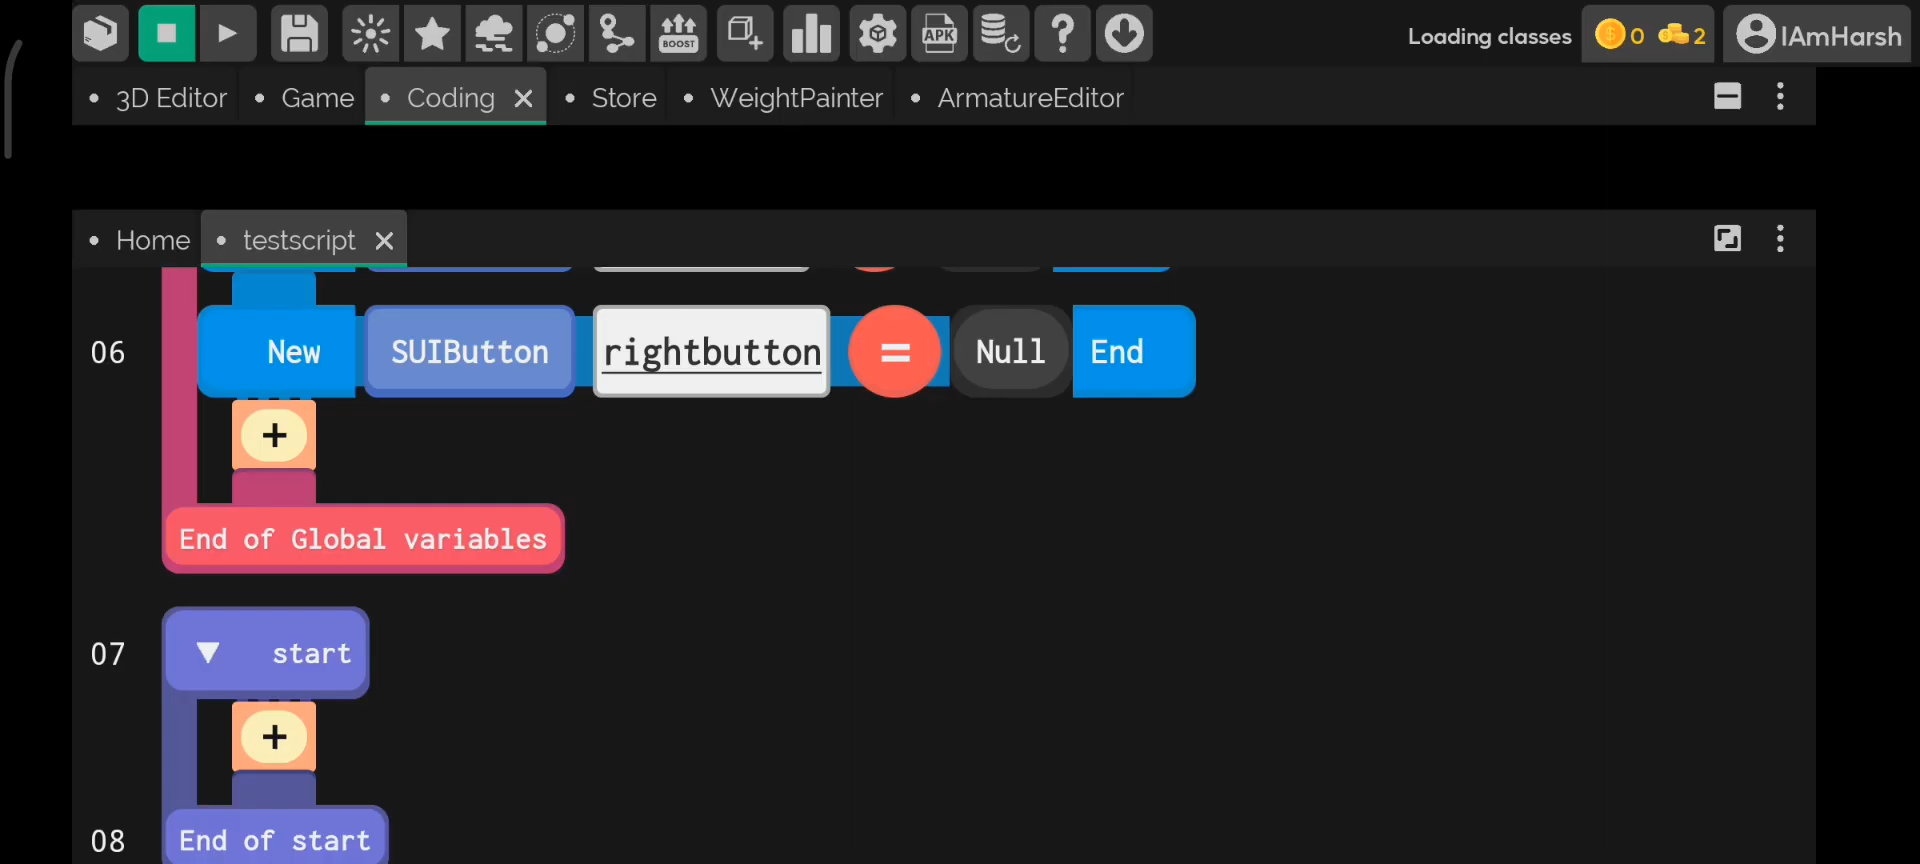 BOOST APK ? Loading classes 0 2 IAmHarsh
3D Editor Game Coding Store WeightPainter ArmatureEditor
Home testscript
06 New SUIButton rightbutton = Null End
+
End of Global variables
07 start
+
08 End of start